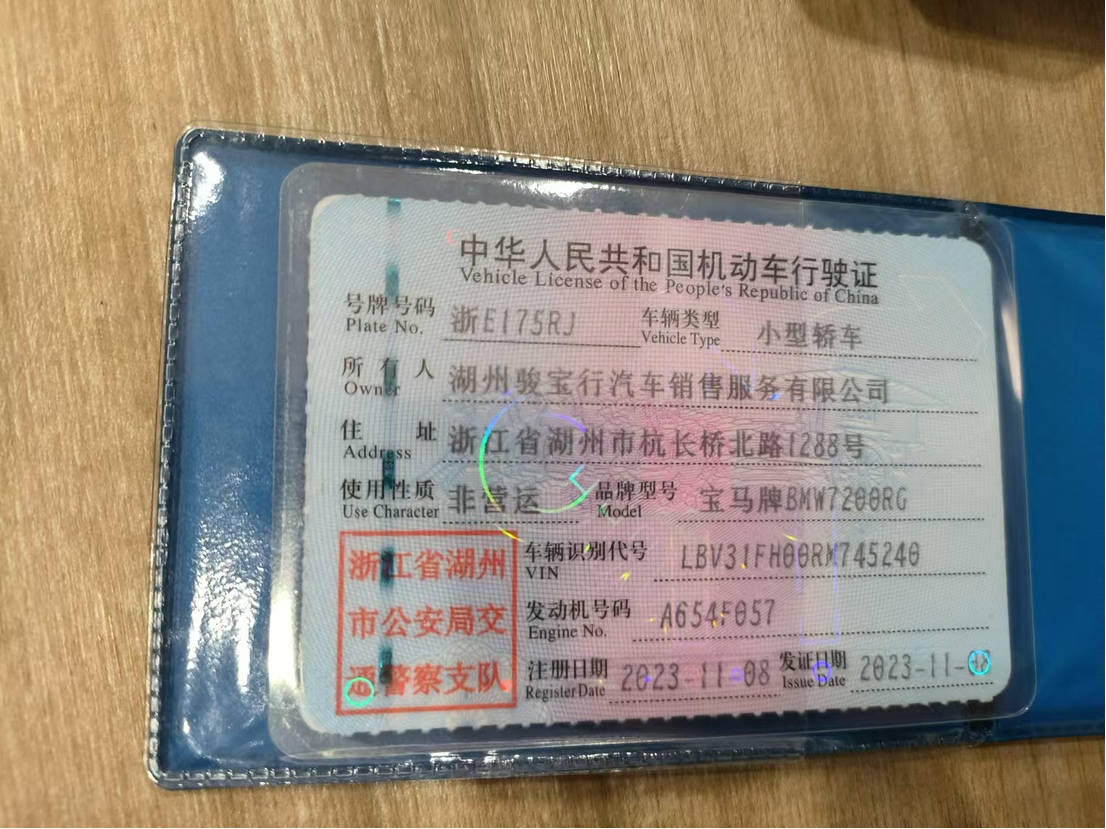 中华人民共和国机动车行驶证
Vehicle License of the People's Republic of China
号牌号码 浙E175RJ 车辆类型 小型轿车
Plate No. Vehicle Type
所有人 湖州骏宝行汽车销售服务有限公司
Owner
住址 浙江省湖州市杭长桥北路1288号
Address
使用性质 非营运 品牌型号 宝马牌BMW7200RG
Use Character Model
浙江省湖州
市公安局交
通警察支队
车辆识别代号 LBV31FH00RM745240
VIN
发动机号码 A654F057
Engine No.
注册日期 2023-11-08 发证日期 2023-11-
Register Date Issue Date